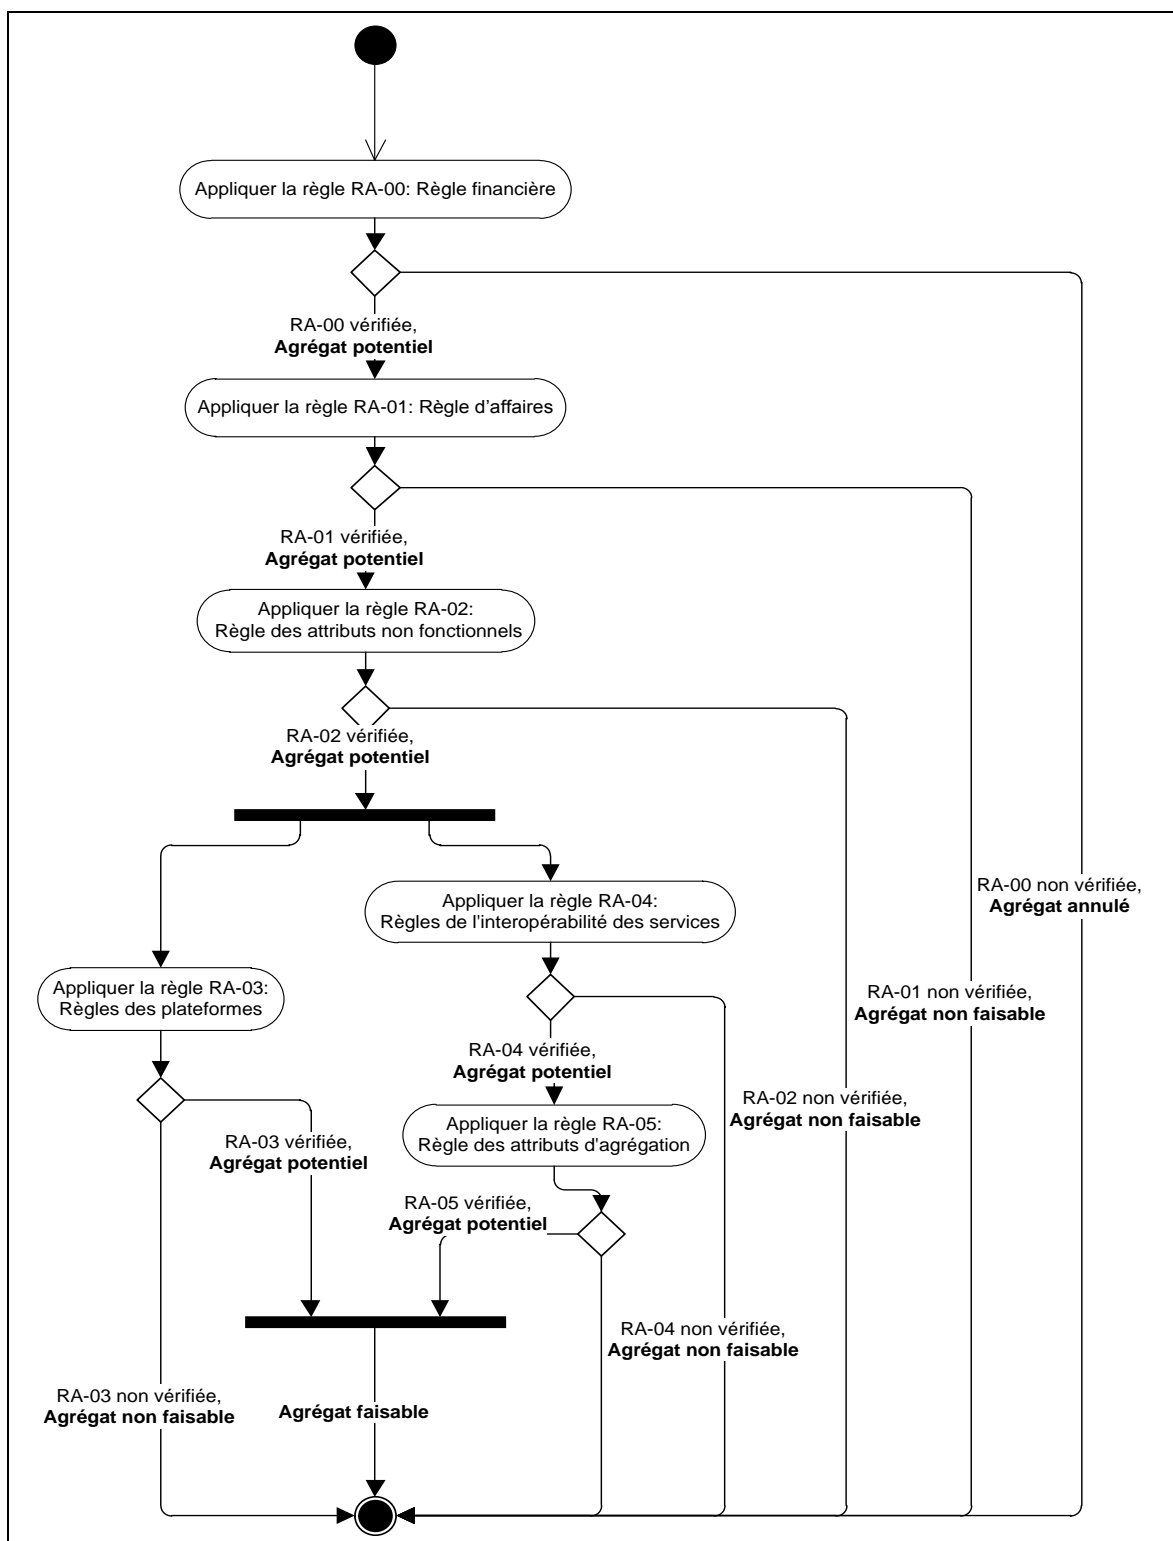 Appliquer la règle RA-00: Règle financière
RA-00 vérifiée,
Agrégat potentiel
Appliquer la règle RA-01: Règle d'affaires
RA-01 vérifiée,
Agrégat potentiel
Appliquer la règle RA-02:
Règle des attributs non fonctionnels
RA-02 vérifiée,
Agrégat potentiel
Appliquer la règle RA-04:
Règles de l'interopérabilité des services
RA-00 non vérifiée,
Agrégat annulé
Appliquer la règle RA-03:
Règles des plateformes
RA-01 non vérifiée,
Agrégat non faisable
RA-04 vérifiée,
Agrégat potentiel
RA-02 non vérifiée,
Agrégat non faisable
Appliquer la règle RA-05:
Règle des attributs d'agrégation
RA-03 vérifiée,
Agrégat potentiel
RA-05 vérifiée,
Agrégat potentiel
RA-04 non vérifiée,
Agrégat non faisable
RA-03 non vérifiée,
Agrégat non faisable
Agrégat faisable